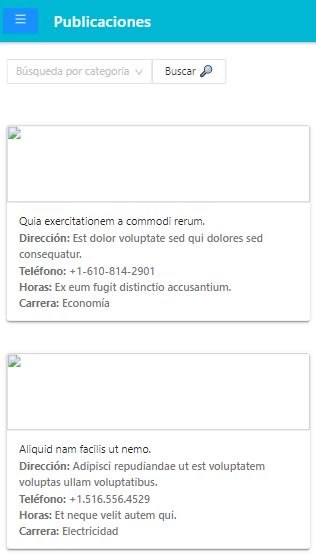 Publicaciones
Búsqueda por categoria
Buscar 🔎
Quia exercitationem a commodi rerum.
Dirección: Est dolor voluptate sed qui dolores sed
consequatur.
Teléfono: +1-610-814-2901
Horas: Ex eum fugit distinctio accusantium.
Carrera: Economía
Aliquid nam facilis ut nemo.
Dirección: Adipisci repudiandae ut est voluptatem
voluptas ullam voluptatibus.
Teléfono: +1.516.556.4529
Horas: Et neque velit autem qui.
Carrera: Electricidad